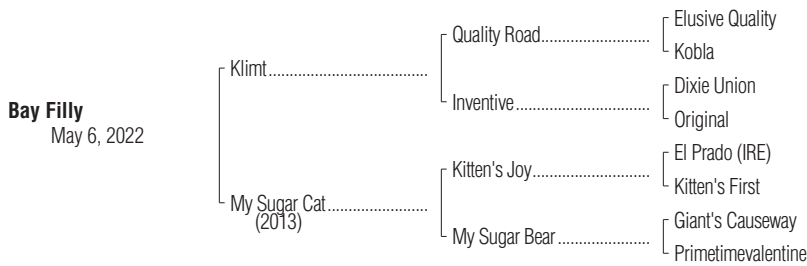 Bay Filly
May 6, 2022
Klimt
My Sugar Cat
(2013)
Quality Road
Inventive
Kitten's Joy
My Sugar Bear
Elusive Quality
Kobla
Dixie Union
Original
El Prado (IRE)
Kitten's First
Giant's Causeway
Primetimevalentine